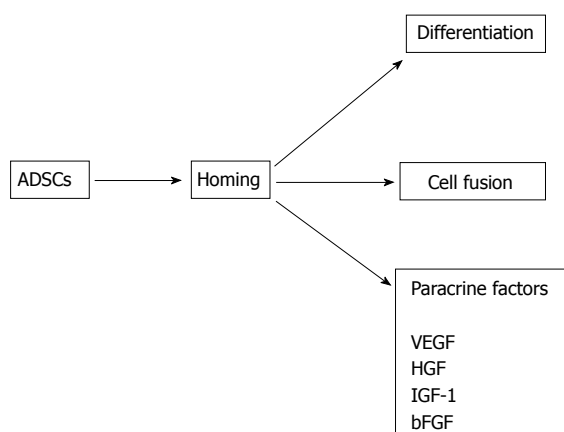 Differentiation
ADSCs
Homing
Cell fusion
Paracrine factors
VEGF
HGF
IGF-1
bFGF